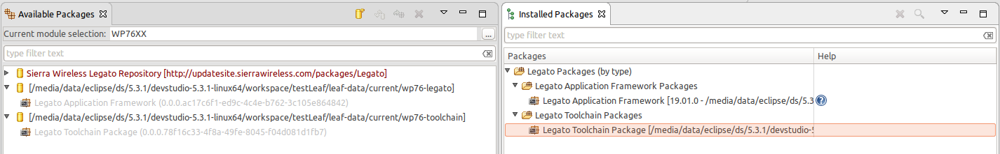 Available Packages
Current module selection: WP76XX ...
type filter text
Sierra Wireless Legato Repository [http://updatesite.sierrawireless.com/packages/Legato]
[/media/data/eclipse/ds/5.3.1/devstudio-5.3.1-linux64/workspace/testLeaf/leaf-data/current/wp76-legato]
Legato Application Framework (0.0.0.ac17c6f1-ed9c-4c4e-b762-3c105e864842)
[/media/data/eclipse/ds/5.3.1/devstudio-5.3.1-linux64/workspace/testLeaf/leaf-data/current/wp76-toolchain]
Legato Toolchain Package (0.0.0.78f16c33-4f8a-49fe-8045-f04d081d1fb7)
Installed Packages
type filter text
Packages Help
Legato Packages (by type)
Legato Application Framework Packages
Legato Application Framework [19.01.0 - /media/data/eclipse/ds/5.3 ?
Legato Toolchain Packages
Legato Toolchain Package [/media/data/eclipse/ds/5.3.1/devstudio-5